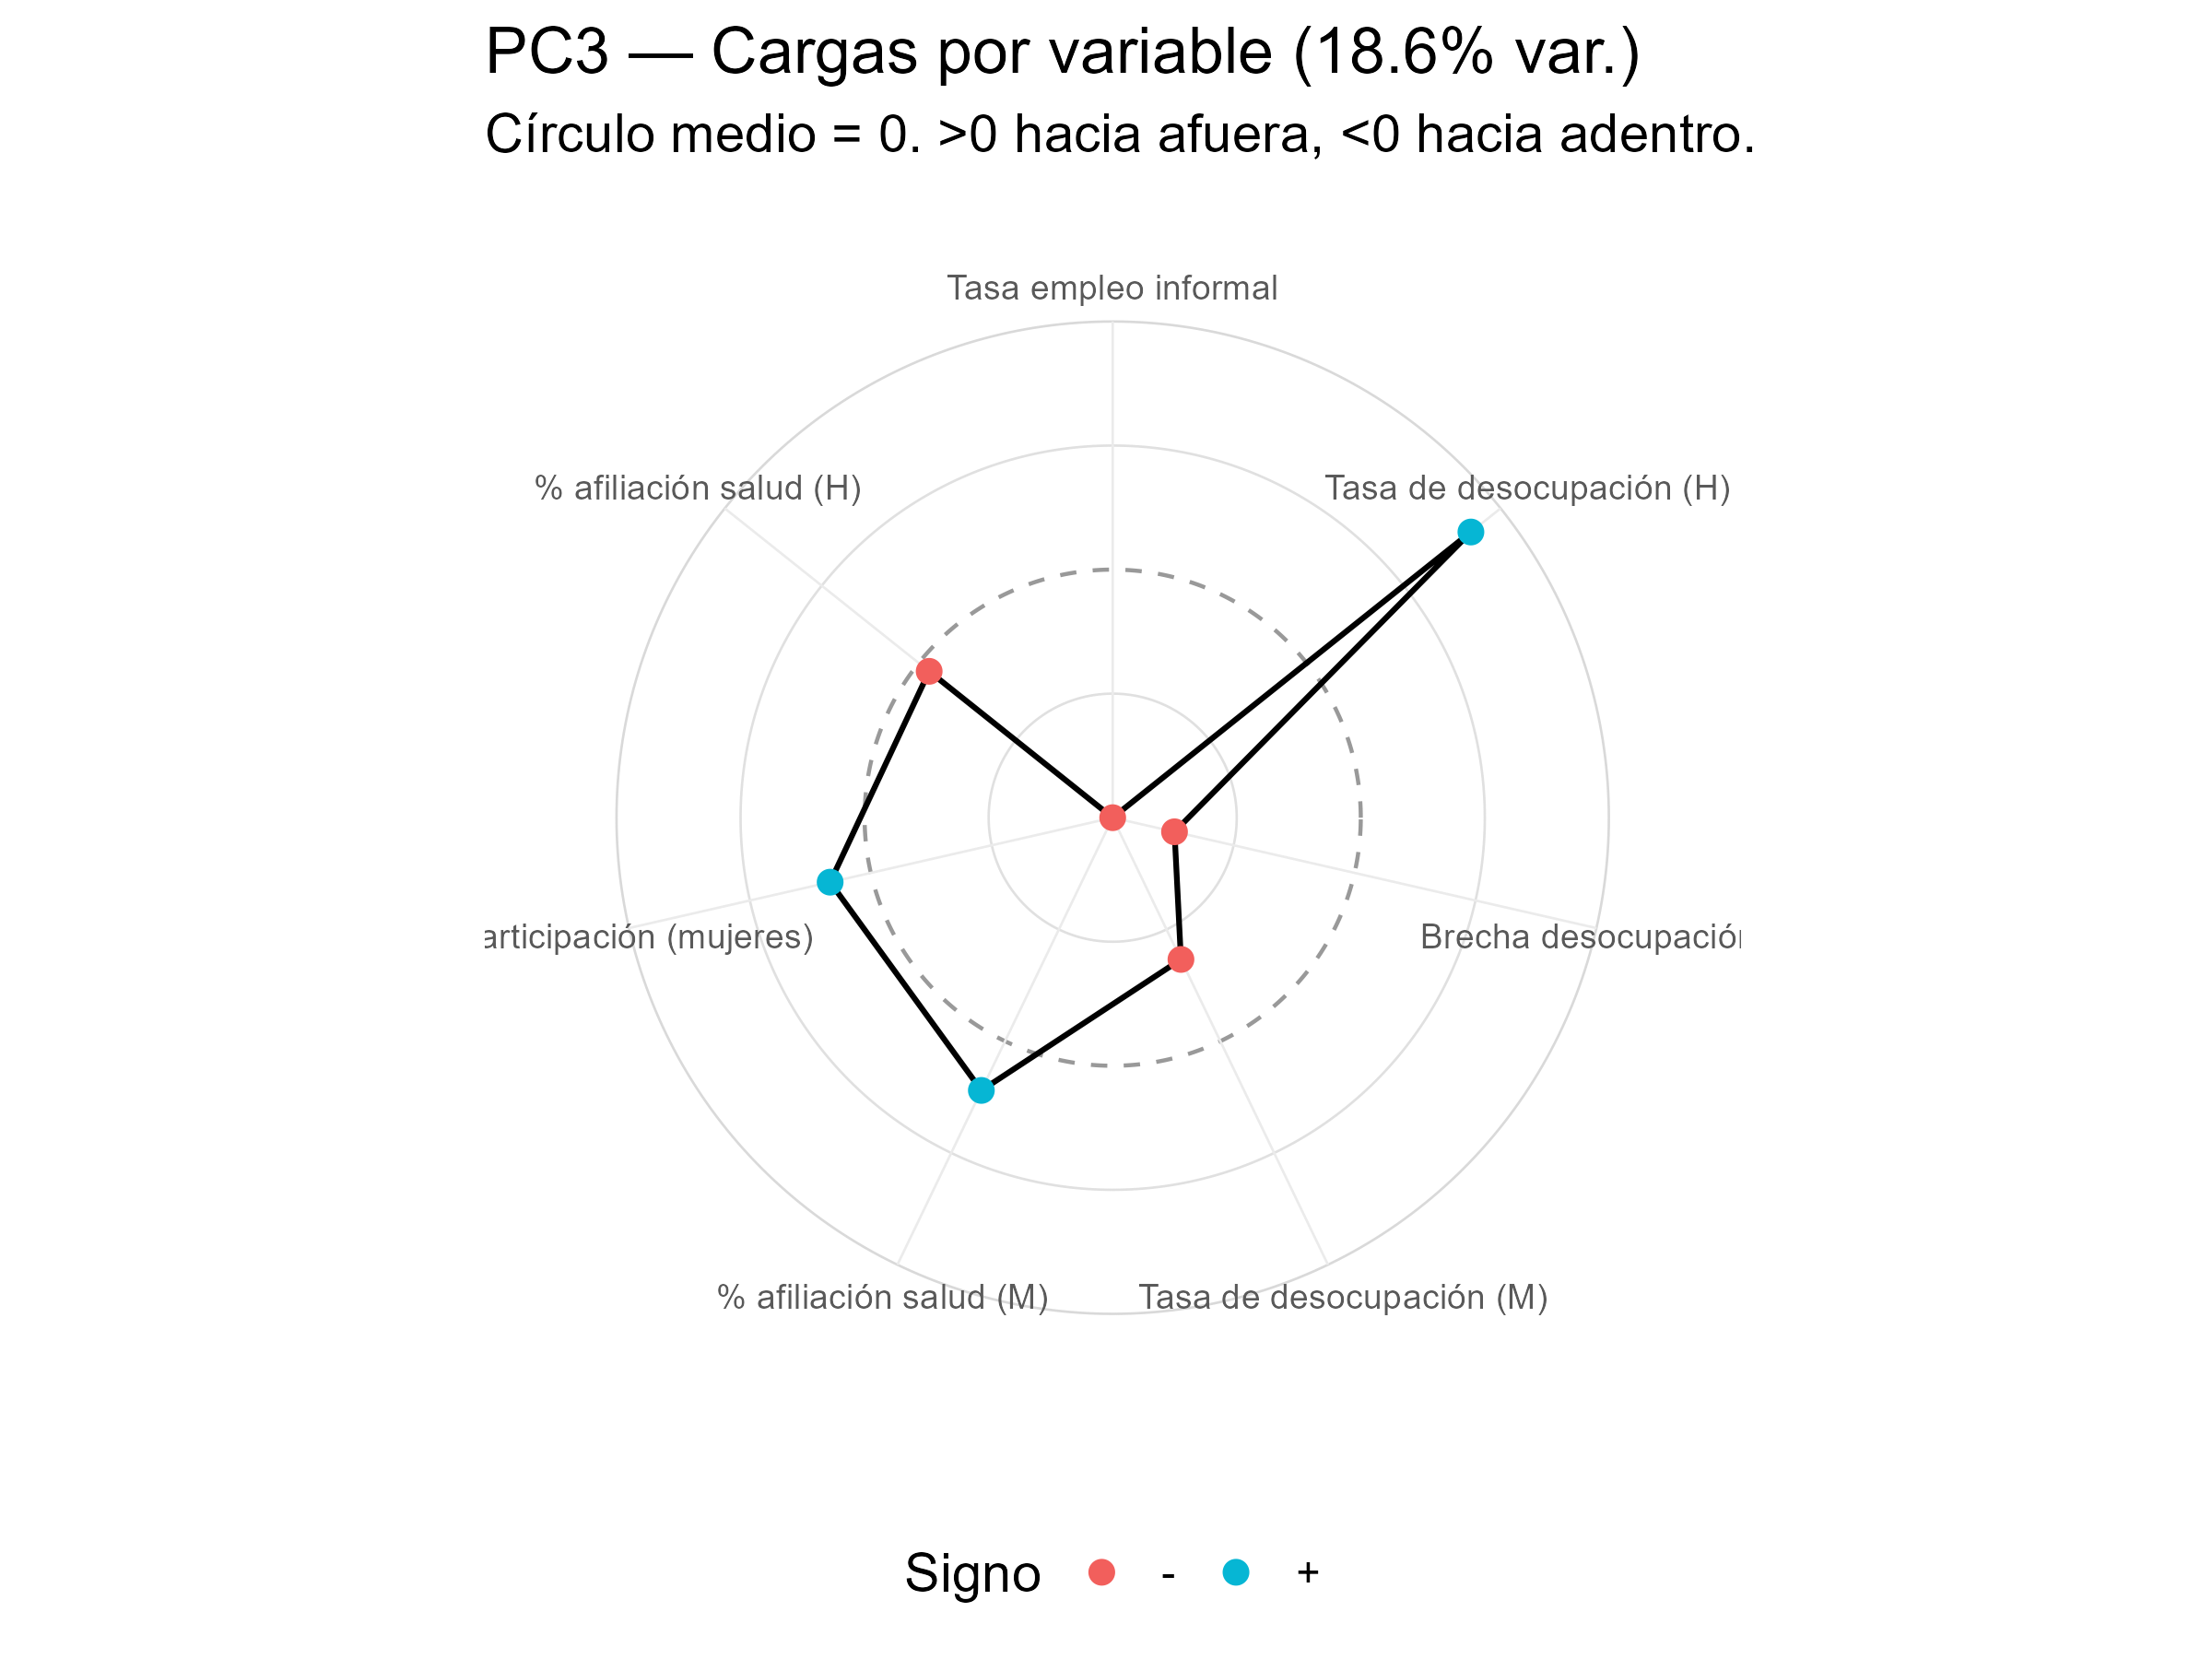 PC3 — Cargas por variable (18.6% var.)
Círculo medio = 0. >0 hacia afuera, <0 hacia adentro.
Tasa empleo informal
% afiliación salud (H)
Tasa de desocupación (H)
articipación (mujeres)
Brecha desocupación
% afiliación salud (M)
Tasa de desocupación (M)
Signo - +